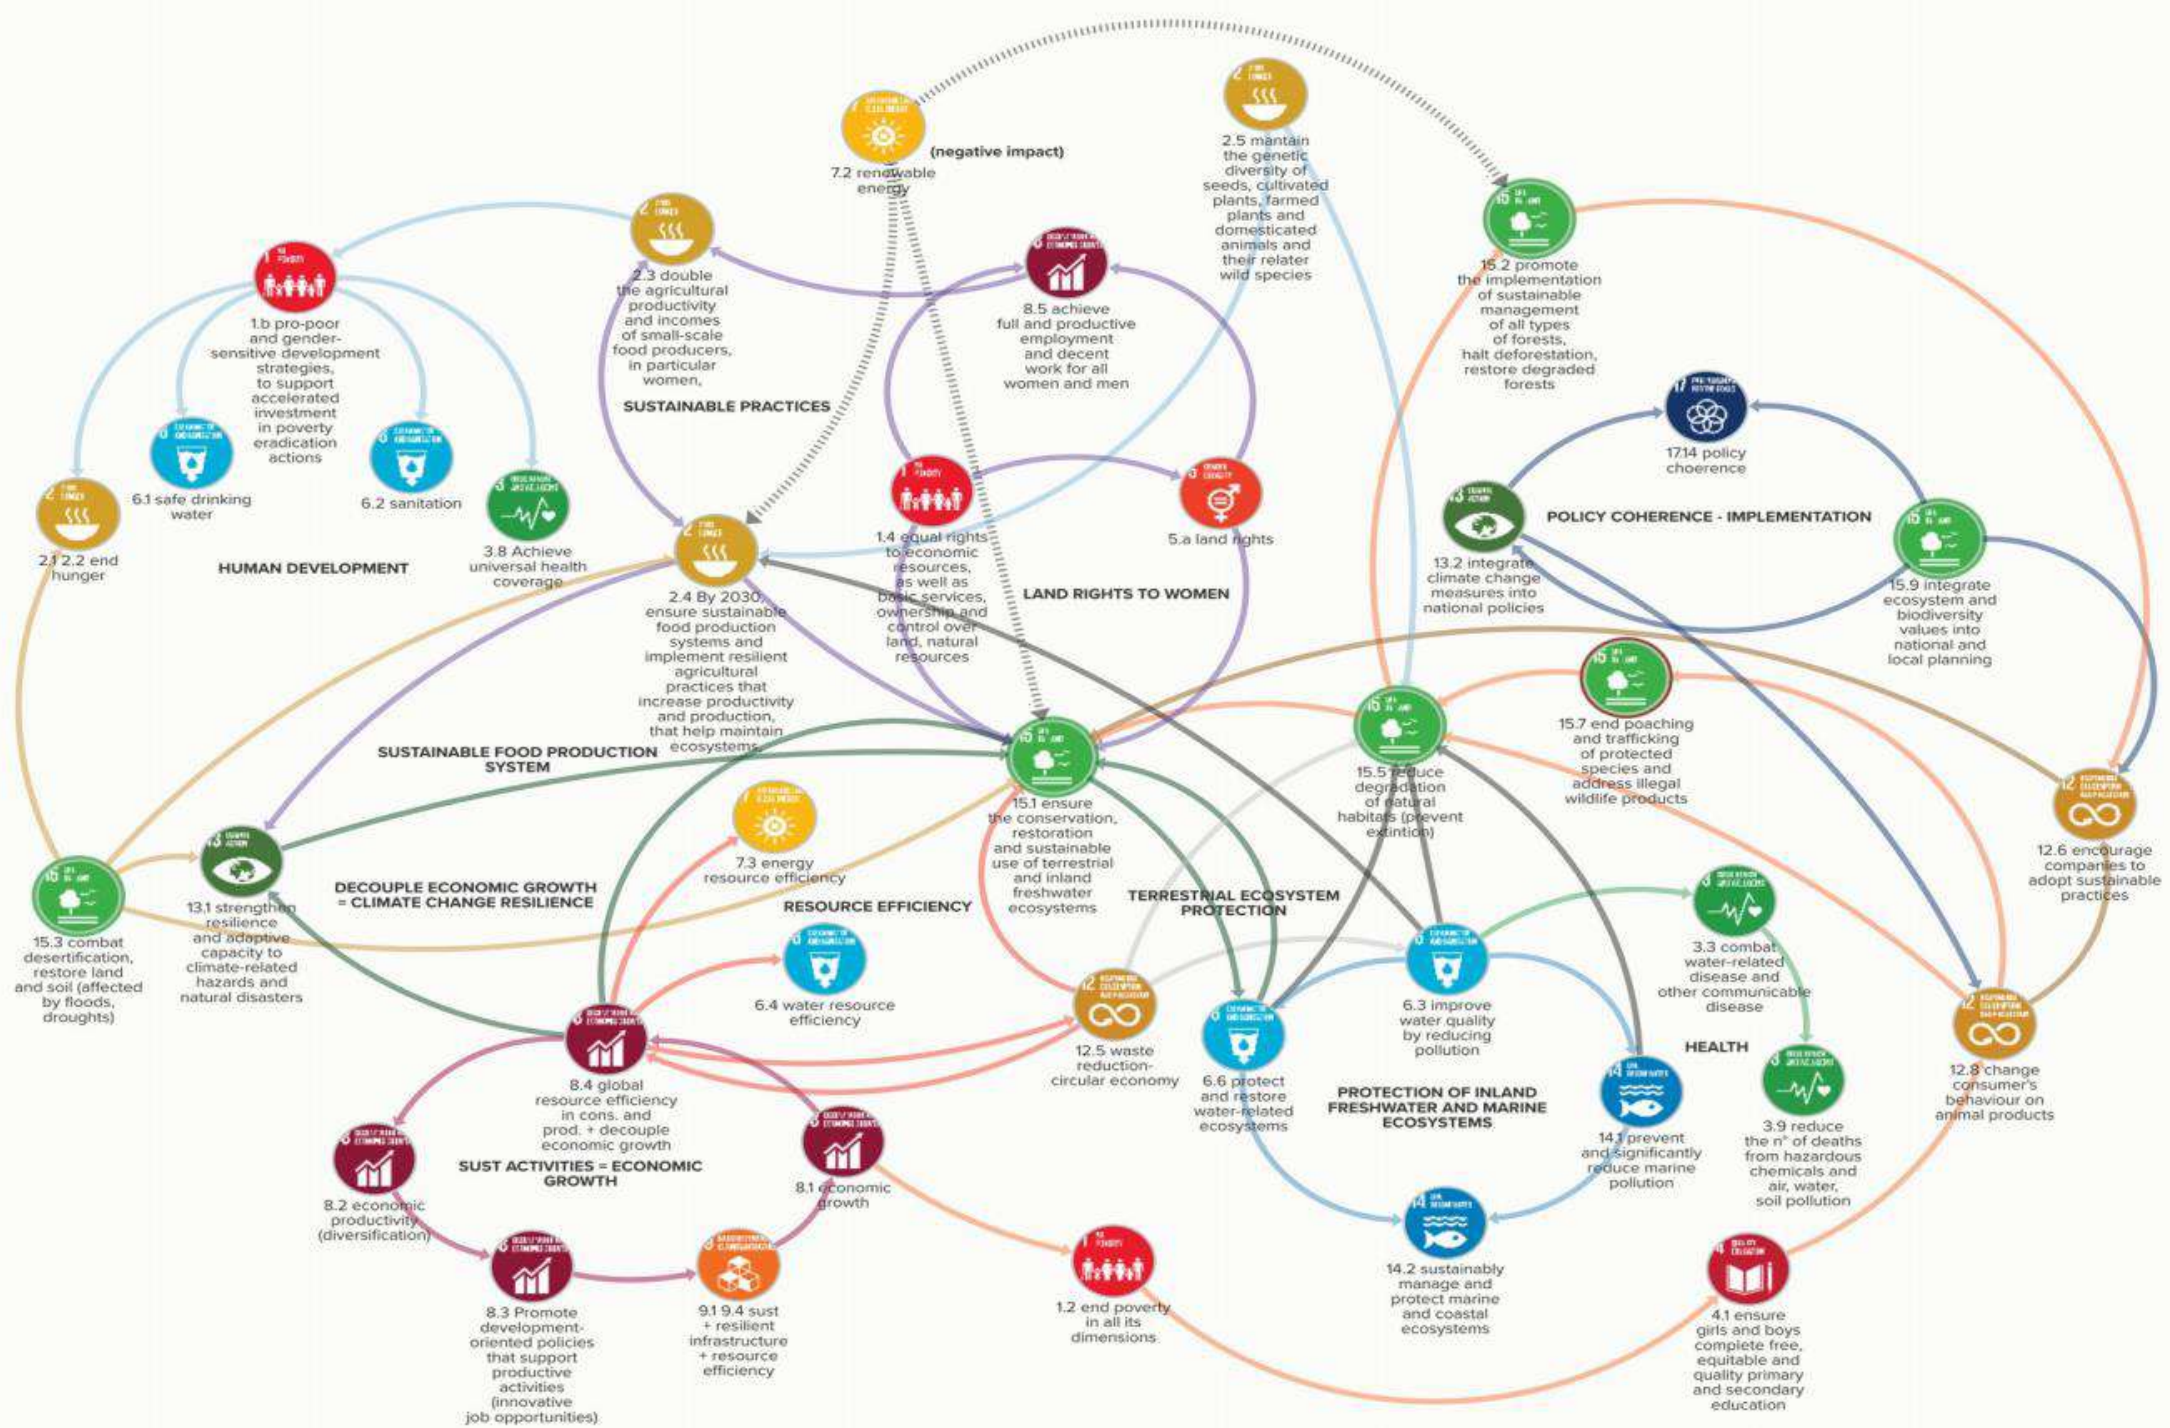 (negative impact)
7.2 renewable
energy
2.5 mantain
the genetic
diversity of
seeds, cultivated
plants, farmed
plants and
domesticated
animals and
their relater
wild species
2.3 double
the agricultural
productivity
and incomes
of small-scale
food producers,
in particular
women,
8.5 achieve
full and productive
employment
and decent
work for all
women and men
15.2 promote
the implementation
of sustainable
management
of all types
of forests,
halt deforestation,
restore degraded
forests
1.b pro-poor
and gender-
sensitive development
strategies,
to support
accelerated
investment
in poverty
eradication
actions
SUSTAINABLE PRACTICES
17.14 policy
choerence
6.1 safe drinking
water
6.2 sanitation
2.1 2.2 end
hunger
3.8 Achieve
universal health
coverage
HUMAN DEVELOPMENT
1.4 equal rights
to economic
resources,
as well as
basic services,
ownership and
control over
land, natural
resources
5.a land rights
LAND RIGHTS TO WOMEN
POLICY COHERENCE - IMPLEMENTATION
13.2 integrate
climate change
measures into
national policies
15.9 integrate
ecosystem and
biodiversity
values into
national and
local planning
2.4 By 2030,
ensure sustainable
food production
systems and
implement resilient
agricultural
practices that
increase productivity
and production,
that help maintain
ecosystems,
SUSTAINABLE FOOD PRODUCTION
SYSTEM
15.7 end poaching
and trafficking
of protected
species and
address illegal
wildlife products
15.5 reduce
degradation
of natural
habitats (prevent
extintion)
15.1 ensure
the conservation,
restoration
and sustainable
use of terrestrial
and inland
freshwater
ecosystems
7.3 energy
resource efficiency
12.6 encourage
companies to
adopt sustainable
practices
DECOUPLE ECONOMIC GROWTH
= CLIMATE CHANGE RESILIENCE
RESOURCE EFFICIENCY
TERRESTRIAL ECOSYSTEM
PROTECTION
13.1 strengthen
resilience
and adaptive
capacity to
climate-related
hazards and
natural disasters
15.3 combat
desertification,
restore land
and soil (affected
by floods,
droughts)
3.3 combat
water-related
disease and
other communicable
disease
6.4 water resource
efficiency
6.3 improve
water quality
by reducing
pollution
12.5 waste
reduction-
circular economy
HEALTH
6.6 protect
and restore
water-related
ecosystems
PROTECTION OF INLAND
FRESHWATER AND MARINE
ECOSYSTEMS
12.8 change
consumer's
behaviour on
animal products
8.4 global
resource efficiency
in cons. and
prod. + decouple
economic growth
SUST ACTIVITIES = ECONOMIC
GROWTH
3.9 reduce
the n° of deaths
from hazardous
chemicals and
air, water,
soil pollution
14.1 prevent
and significantly
reduce marine
pollution
8.1 economic
growth
8.2 economic
productivity
(diversification)
14.2 sustainably
manage and
protect marine
and coastal
ecosystems
1.2 end poverty
in all its
dimensions
8.3 Promote
development-
oriented policies
that support
productive
activities
(innovative
job opportunities)
9.1 9.4 sust
+ resilient
infrastructure
+ resource
efficiency
4.1 ensure
girls and boys
complete free,
equitable and
quality primary
and secondary
education